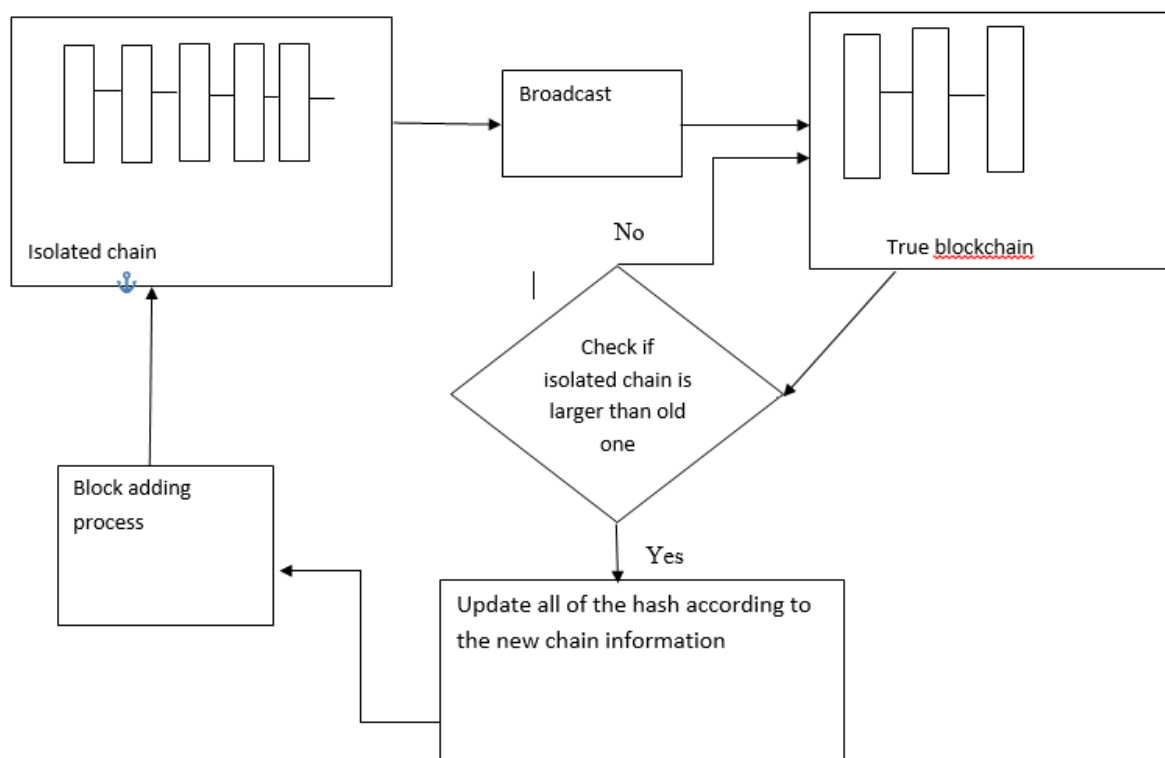 Broadcast
Isolated chain
True blockchain
No
Check if
isolated chain is
larger than old
one
Yes
Block adding
process
Update all of the hash according to
the new chain information